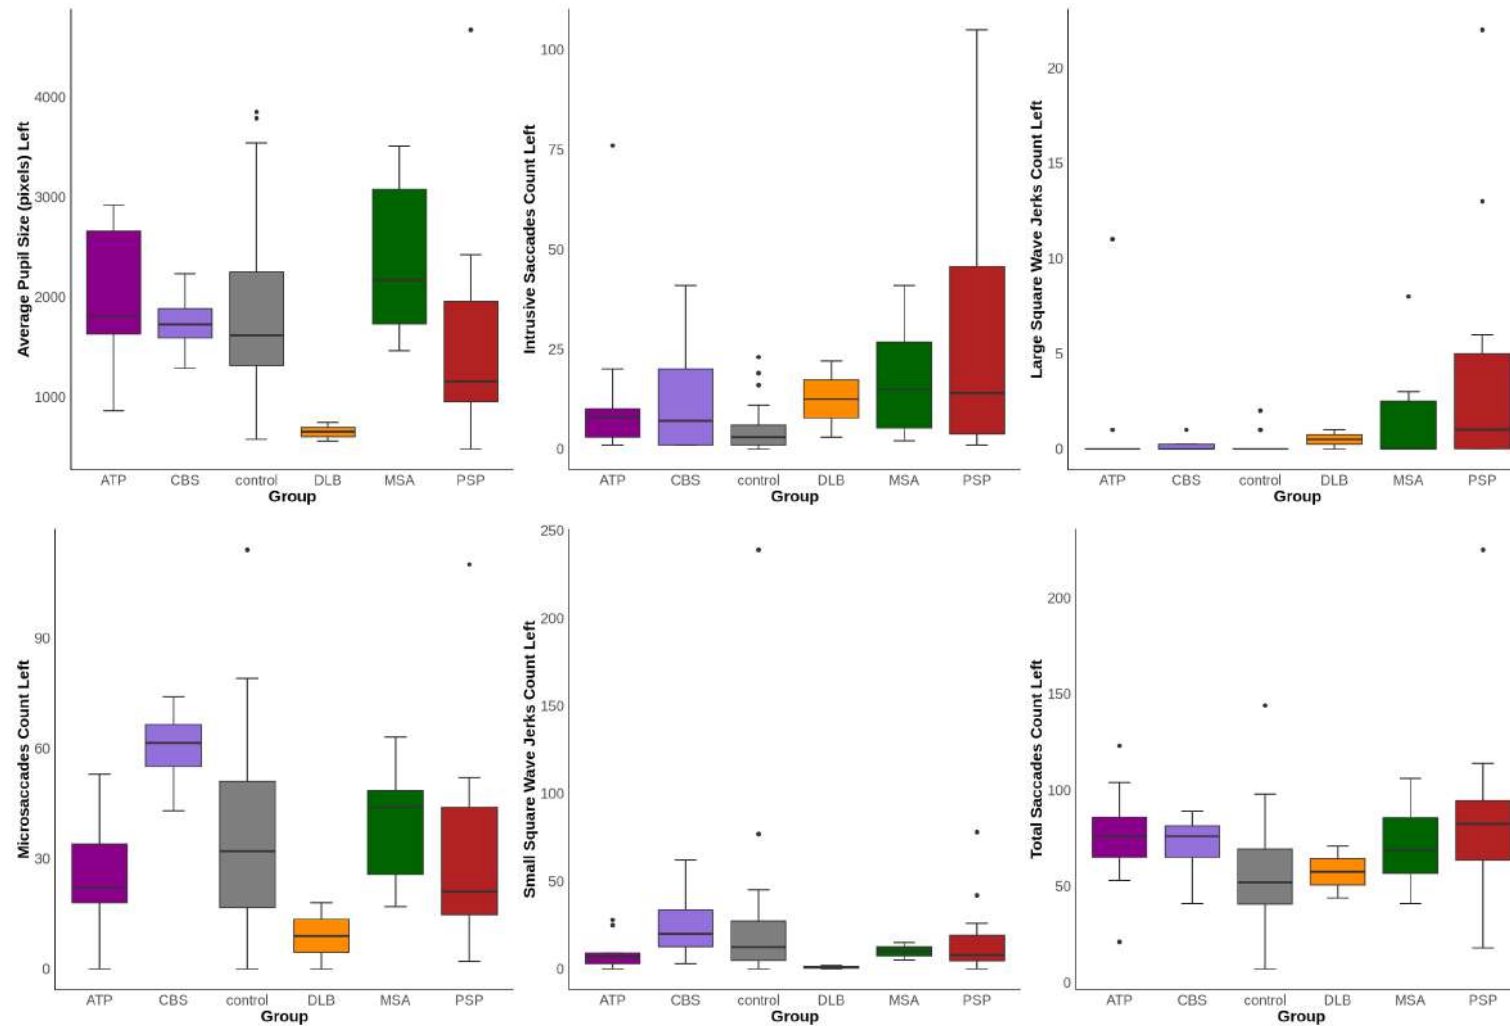 Average Pupil Size (pixels) Left
4000
3000
2000
1000
ATP CBS control DLB MSA PSP
Group
Intrusive Saccades Count Left
100
75
50
25
0
ATP CBS control DLB MSA PSP
Group
Large Square Wave Jerks Count Left
20
15
10
5
0
ATP CBS control DLB MSA PSP
Group
Microsaccades Count Left
90
60
30
0
ATP CBS control DLB MSA PSP
Group
Small Square Wave Jerks Count Left
250
200
150
100
50
0
ATP CBS control DLB MSA PSP
Group
Total Saccades Count Left
200
150
100
50
0
ATP CBS control DLB MSA PSP
Group